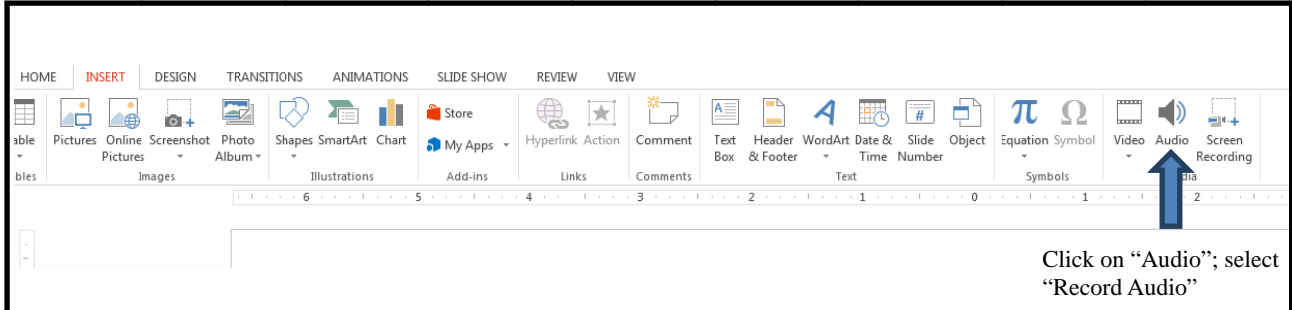 HOME INSERT DESIGN TRANSITIONS ANIMATIONS SLIDE SHOW REVIEW VIEW
able Pictures Online Pictures Screenshot Photo Album Shapes SmartArt Chart Store My Apps Hyperlink Action Comment Text Box Header & Footer WordArt Date & Time Slide Number Object Equation Symbol Video Audio Screen Recording
bles Images Illustrations Add-ins Links Comments Text Symbols
6 5 4 3 2 1 0 1 2
Click on “Audio”; select
“Record Audio”